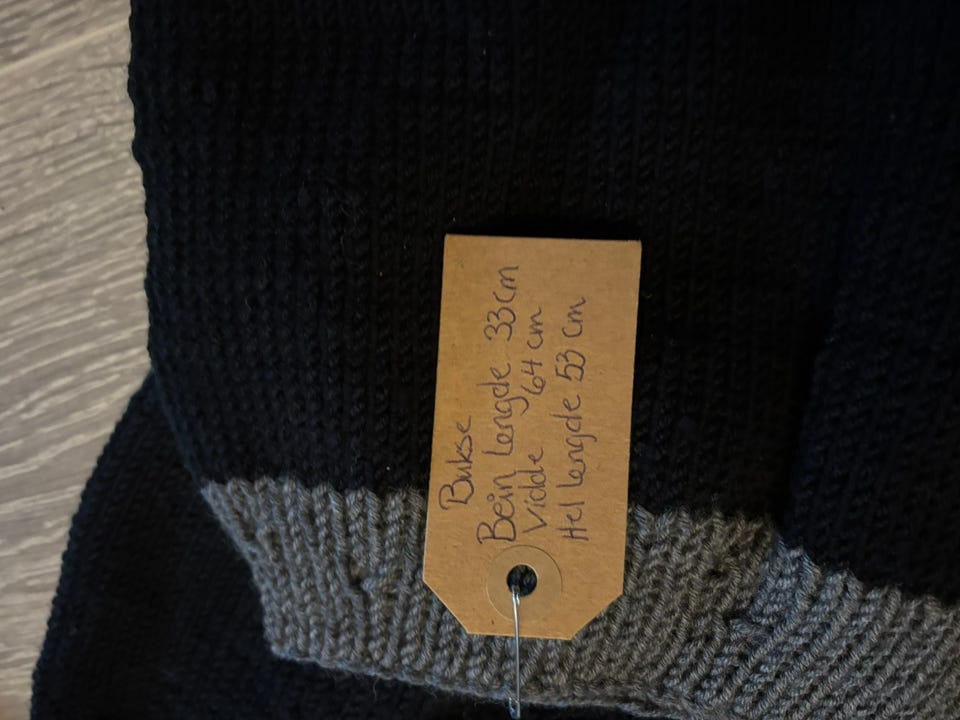 Bukse
Bein Lengde 33cm
Vidde 64 cm
Hel Lengde 53 cm